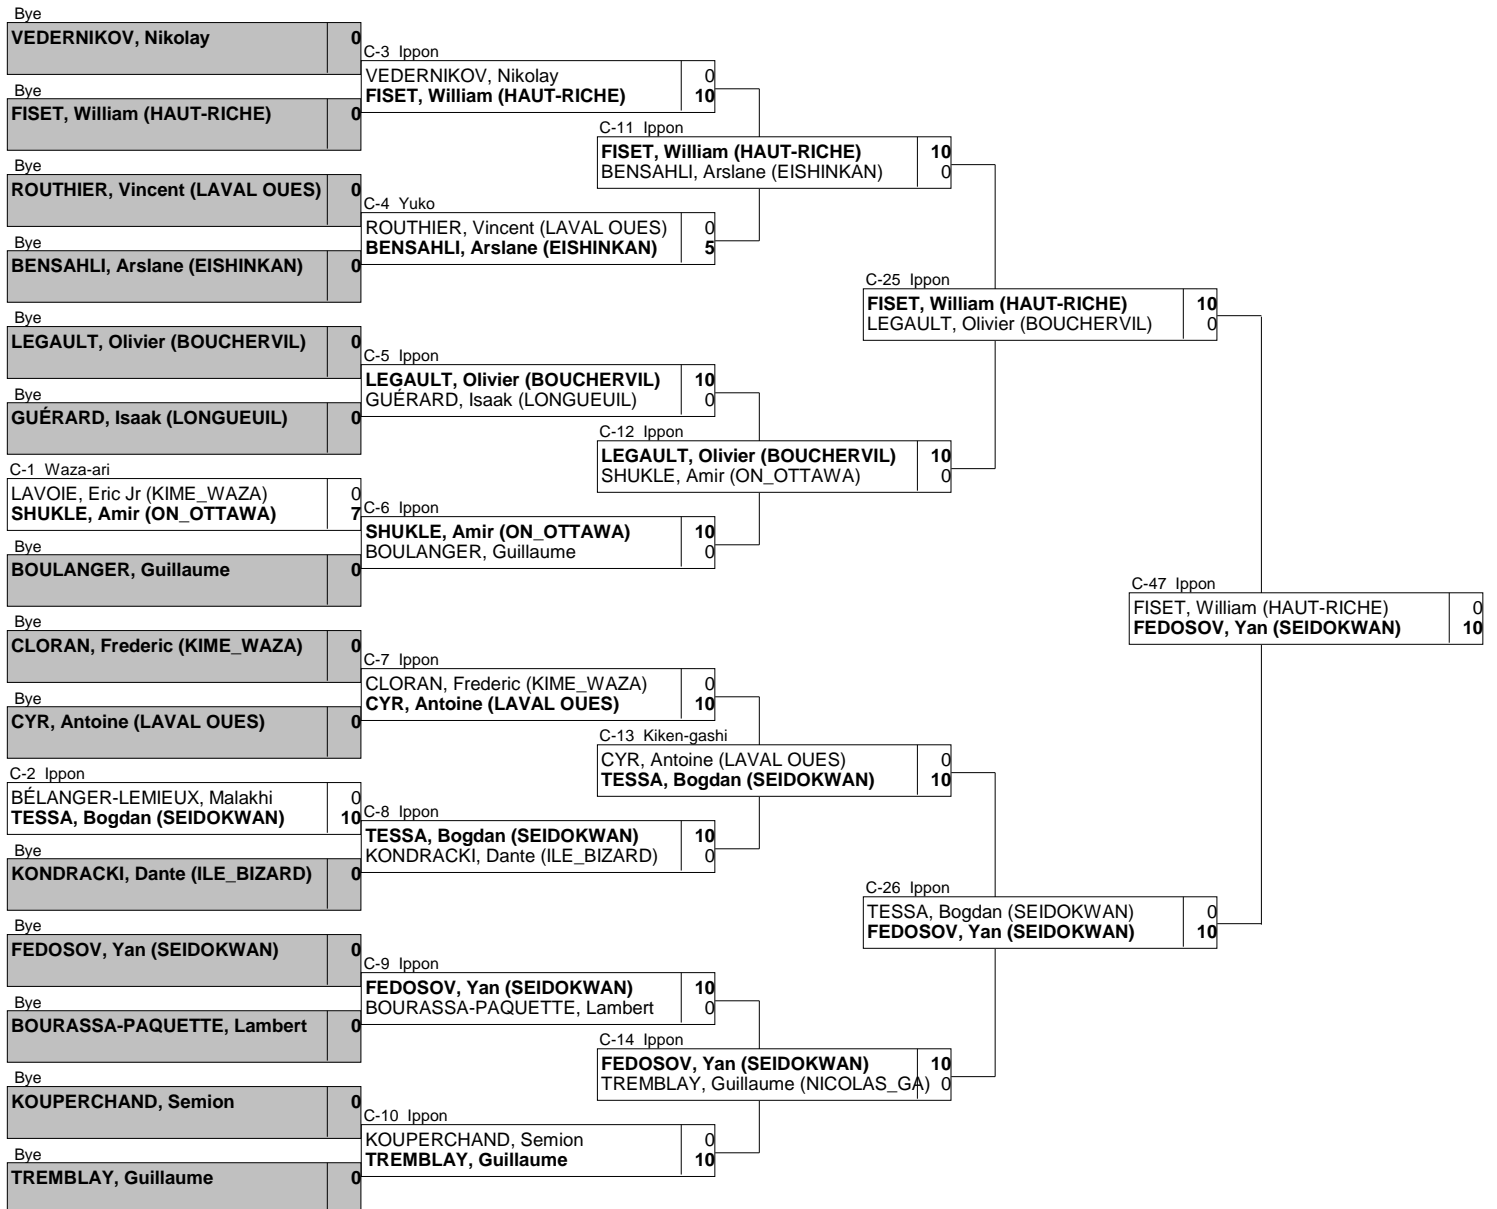 Bye
VEDERNIKOV, Nikolay 0
Bye
FISET, William (HAUT-RICHE) 0
Bye
ROUTHIER, Vincent (LAVAL OUES) 0
Bye
BENSAHLI, Arslane (EISHINKAN) 0
Bye
LEGAULT, Olivier (BOUCHERVIL) 0
Bye
GUÉRARD, Isaak (LONGUEUIL) 0
C-1 Waza-ari
LAVOIE, Eric Jr (KIME_WAZA) 0
SHUKLE, Amir (ON_OTTAWA) 7
Bye
BOULANGER, Guillaume 0
Bye
CLORAN, Frederic (KIME_WAZA) 0
Bye
CYR, Antoine (LAVAL OUES) 0
C-2 Ippon
BÉLANGER-LEMIEUX, Malakhi 0
TESSA, Bogdan (SEIDOKWAN) 10
Bye
KONDRACKI, Dante (ILE_BIZARD) 0
Bye
FEDOSOV, Yan (SEIDOKWAN) 0
Bye
BOURASSA-PAQUETTE, Lambert 0
Bye
KOUPERCHAND, Semion 0
Bye
TREMBLAY, Guillaume 0
C-3 Ippon
VEDERNIKOV, Nikolay 0
FISET, William (HAUT-RICHE) 10
C-4 Yuko
ROUTHIER, Vincent (LAVAL OUES) 0
BENSAHLI, Arslane (EISHINKAN) 5
C-5 Ippon
LEGAULT, Olivier (BOUCHERVIL) 10
GUÉRARD, Isaak (LONGUEUIL) 0
C-6 Ippon
SHUKLE, Amir (ON_OTTAWA) 10
BOULANGER, Guillaume 0
C-7 Ippon
CLORAN, Frederic (KIME_WAZA) 0
CYR, Antoine (LAVAL OUES) 10
C-8 Ippon
TESSA, Bogdan (SEIDOKWAN) 10
KONDRACKI, Dante (ILE_BIZARD) 0
C-9 Ippon
FEDOSOV, Yan (SEIDOKWAN) 10
BOURASSA-PAQUETTE, Lambert 0
C-10 Ippon
KOUPERCHAND, Semion 0
TREMBLAY, Guillaume 10
C-11 Ippon
FISET, William (HAUT-RICHE) 10
BENSAHLI, Arslane (EISHINKAN) 0
C-12 Ippon
LEGAULT, Olivier (BOUCHERVIL) 10
SHUKLE, Amir (ON_OTTAWA) 0
C-13 Kiken-gashi
CYR, Antoine (LAVAL OUES) 0
TESSA, Bogdan (SEIDOKWAN) 10
C-14 Ippon
FEDOSOV, Yan (SEIDOKWAN) 10
TREMBLAY, Guillaume (NICOLAS_GA) 0
C-25 Ippon
FISET, William (HAUT-RICHE) 10
LEGAULT, Olivier (BOUCHERVIL) 0
C-26 Ippon
TESSA, Bogdan (SEIDOKWAN) 0
FEDOSOV, Yan (SEIDOKWAN) 10
C-47 Ippon
FISET, William (HAUT-RICHE) 0
FEDOSOV, Yan (SEIDOKWAN) 10